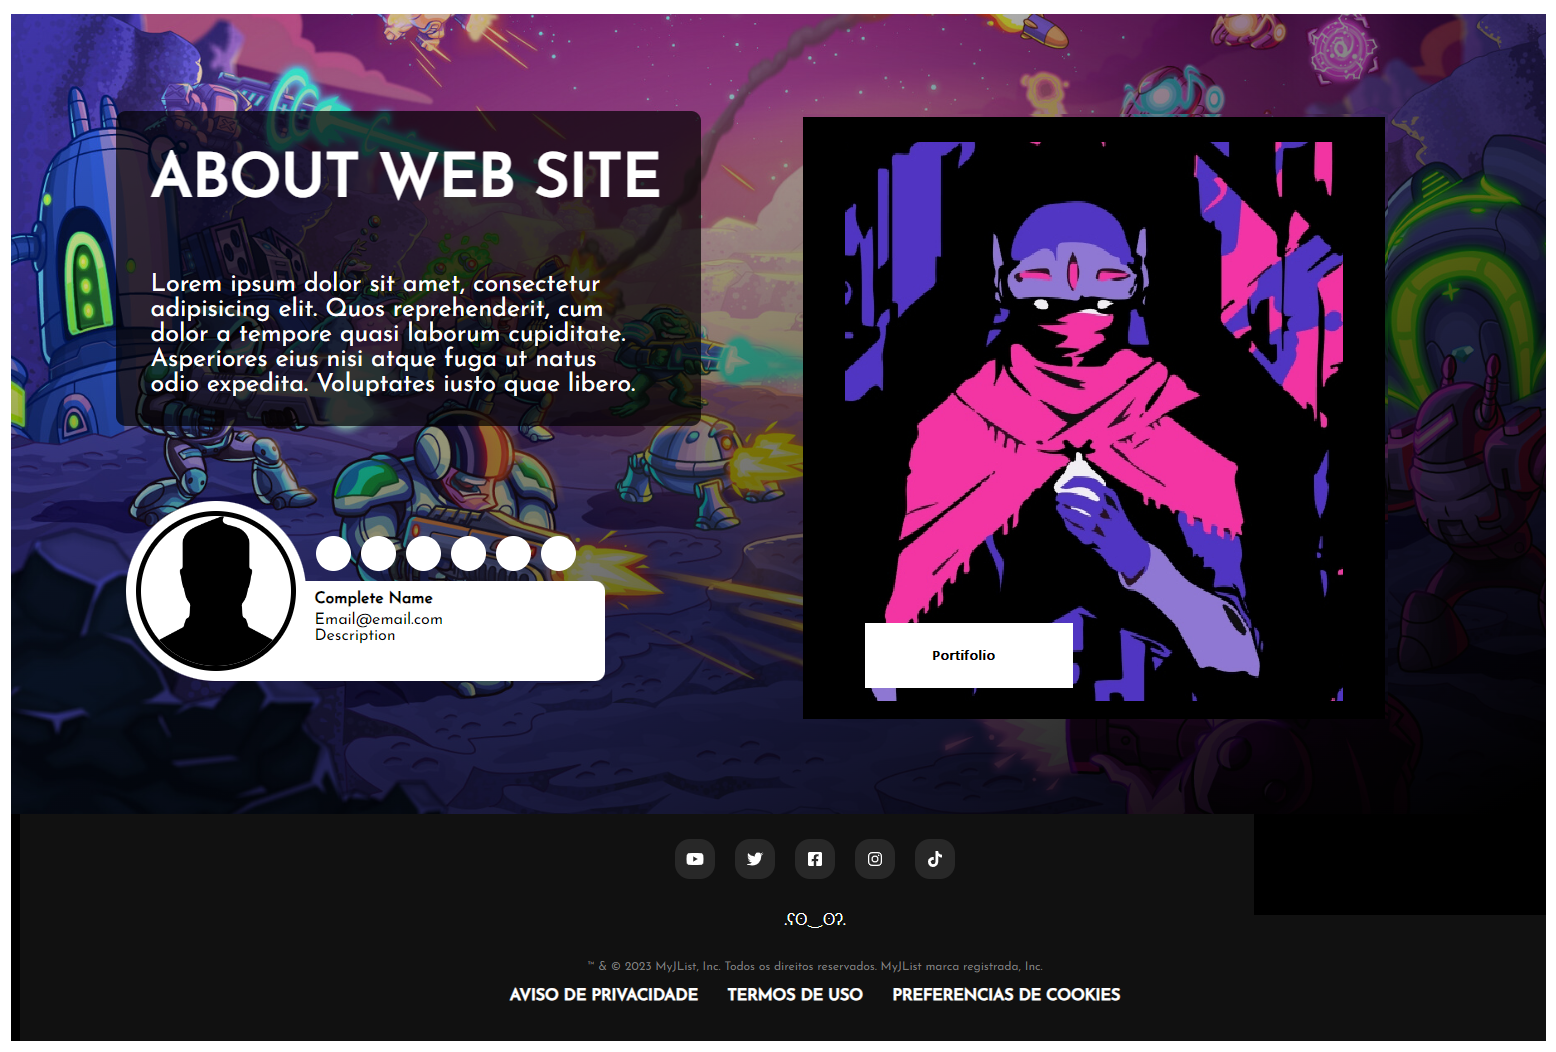 ABOUT WEB SITE
Lorem ipsum dolor sit amet, consectetur
adipisicing elit. Quos reprehenderit, cum
dolor a tempore quasi laborum cupiditate.
Asperiores eius nisi atque fuga ut natus
odio expedita. Voluptates iusto quae libero.
Complete Name
Email@email.com
Description
Portifolio
.ʕʘ‿ʘʔ.
™ & © 2023 MyJList, Inc. Todos os direitos reservados. MyJList marca registrada, Inc.
AVISO DE PRIVACIDADE TERMOS DE USO PREFERENCIAS DE COOKIES